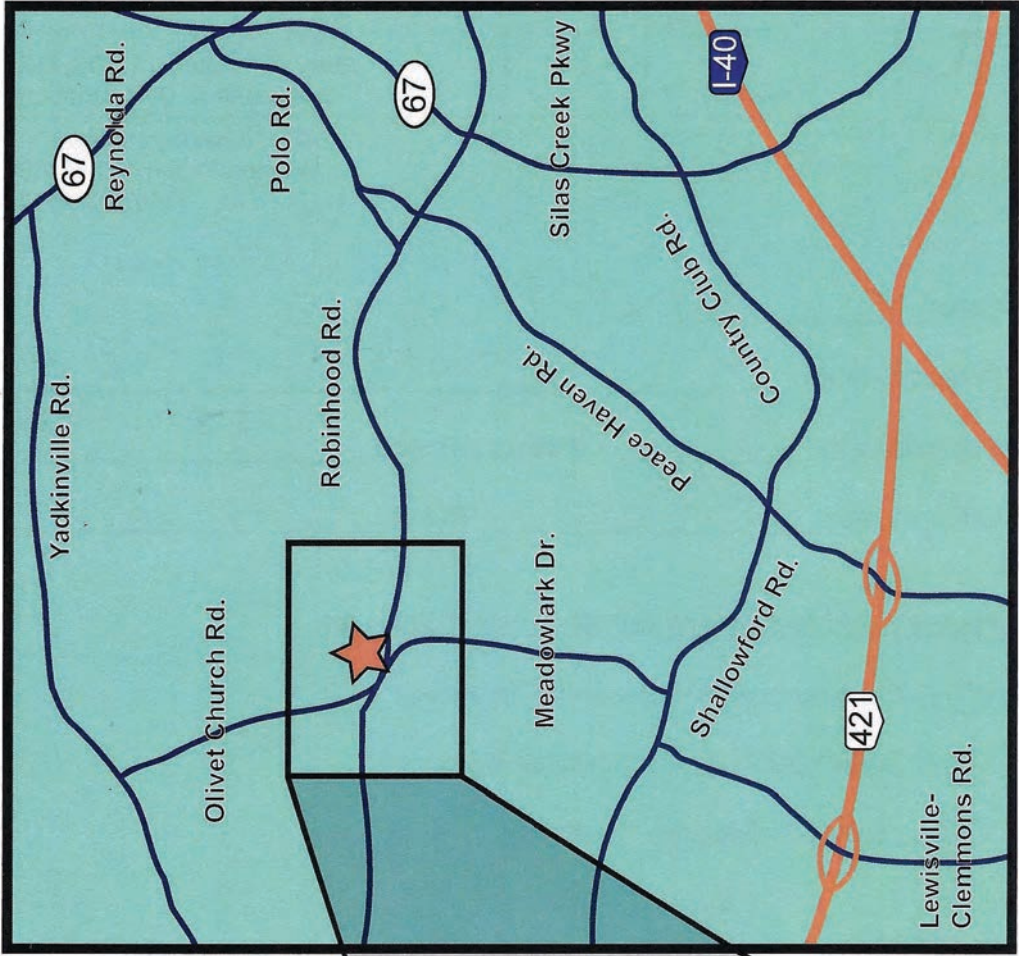 Yadkinville Rd.
67
Reynolda Rd.
Olivet Church Rd.
Polo Rd.
Robinhood Rd.
67
Meadowlark Dr.
Silas Creek Pkwy
Peace Haven Rd.
Country Club Rd.
I-40
Shallowford Rd.
421
Lewisville-
Clemmons Rd.